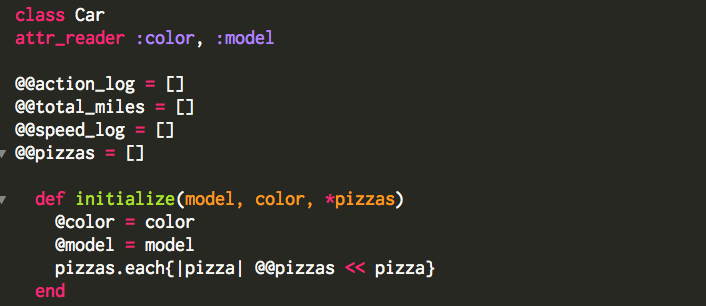 class Car
attr_reader :color, :model
@@action_log = []
@@total_miles = []
@@speed_log = []
@@pizzas = []
def initialize(model, color, *pizzas)
@color = color
@model = model
pizzas.each{|pizza| @@pizzas << pizza}
end